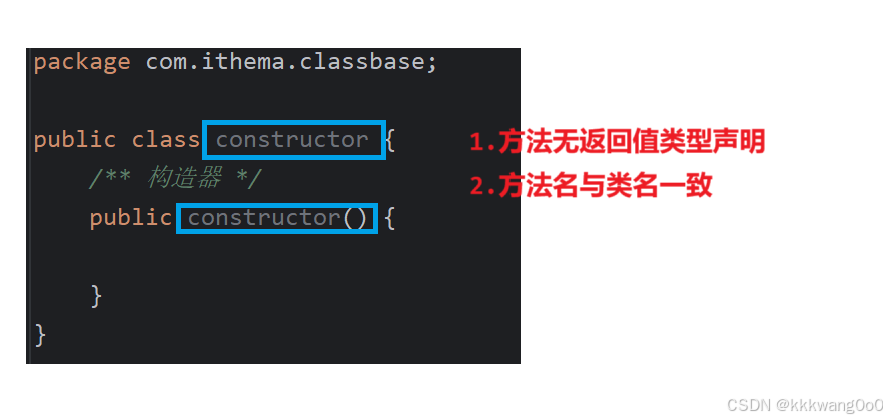 package com.ithema.classbase;
public class constructor {
/** 构造器 */
public constructor() {
}
}
1.方法无返回值类型声明
2.方法名与类名一致
CSDN @kkkwang0o0